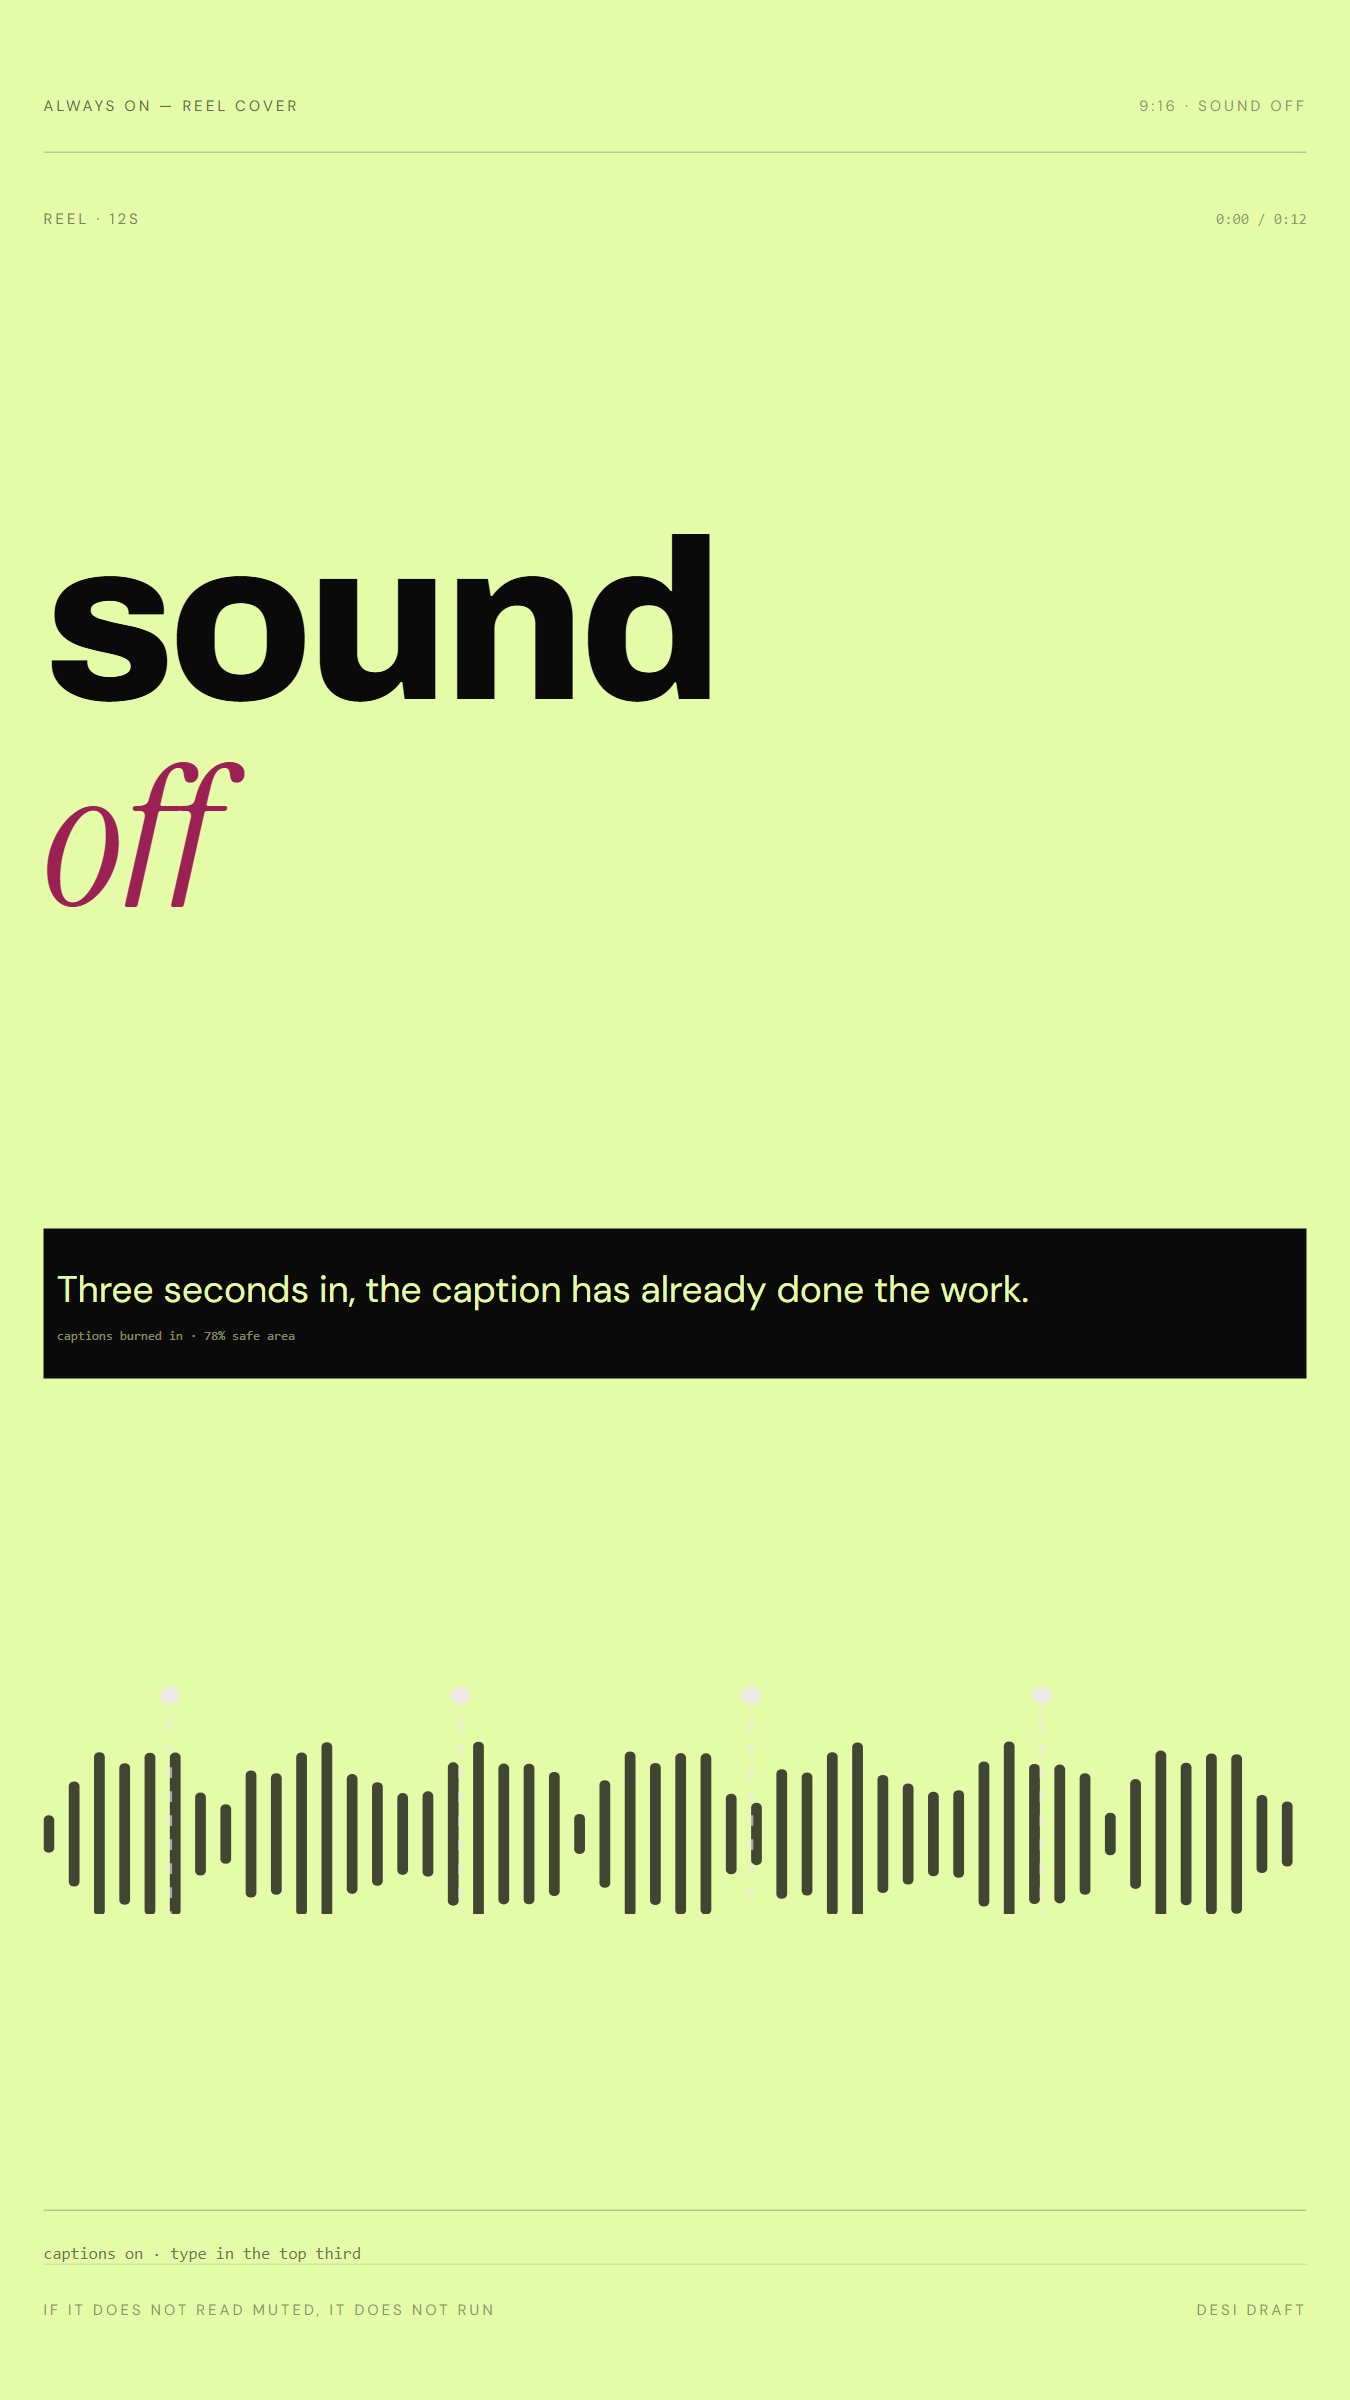 ALWAYS ON — REEL COVER
9:16 · SOUND OFF
REEL · 12S
0:00 / 0:12
sound
off
Three seconds in, the caption has already done the work.
captions burned in · 78% safe area
captions on · type in the top third
IF IT DOES NOT READ MUTED, IT DOES NOT RUN
DESI DRAFT